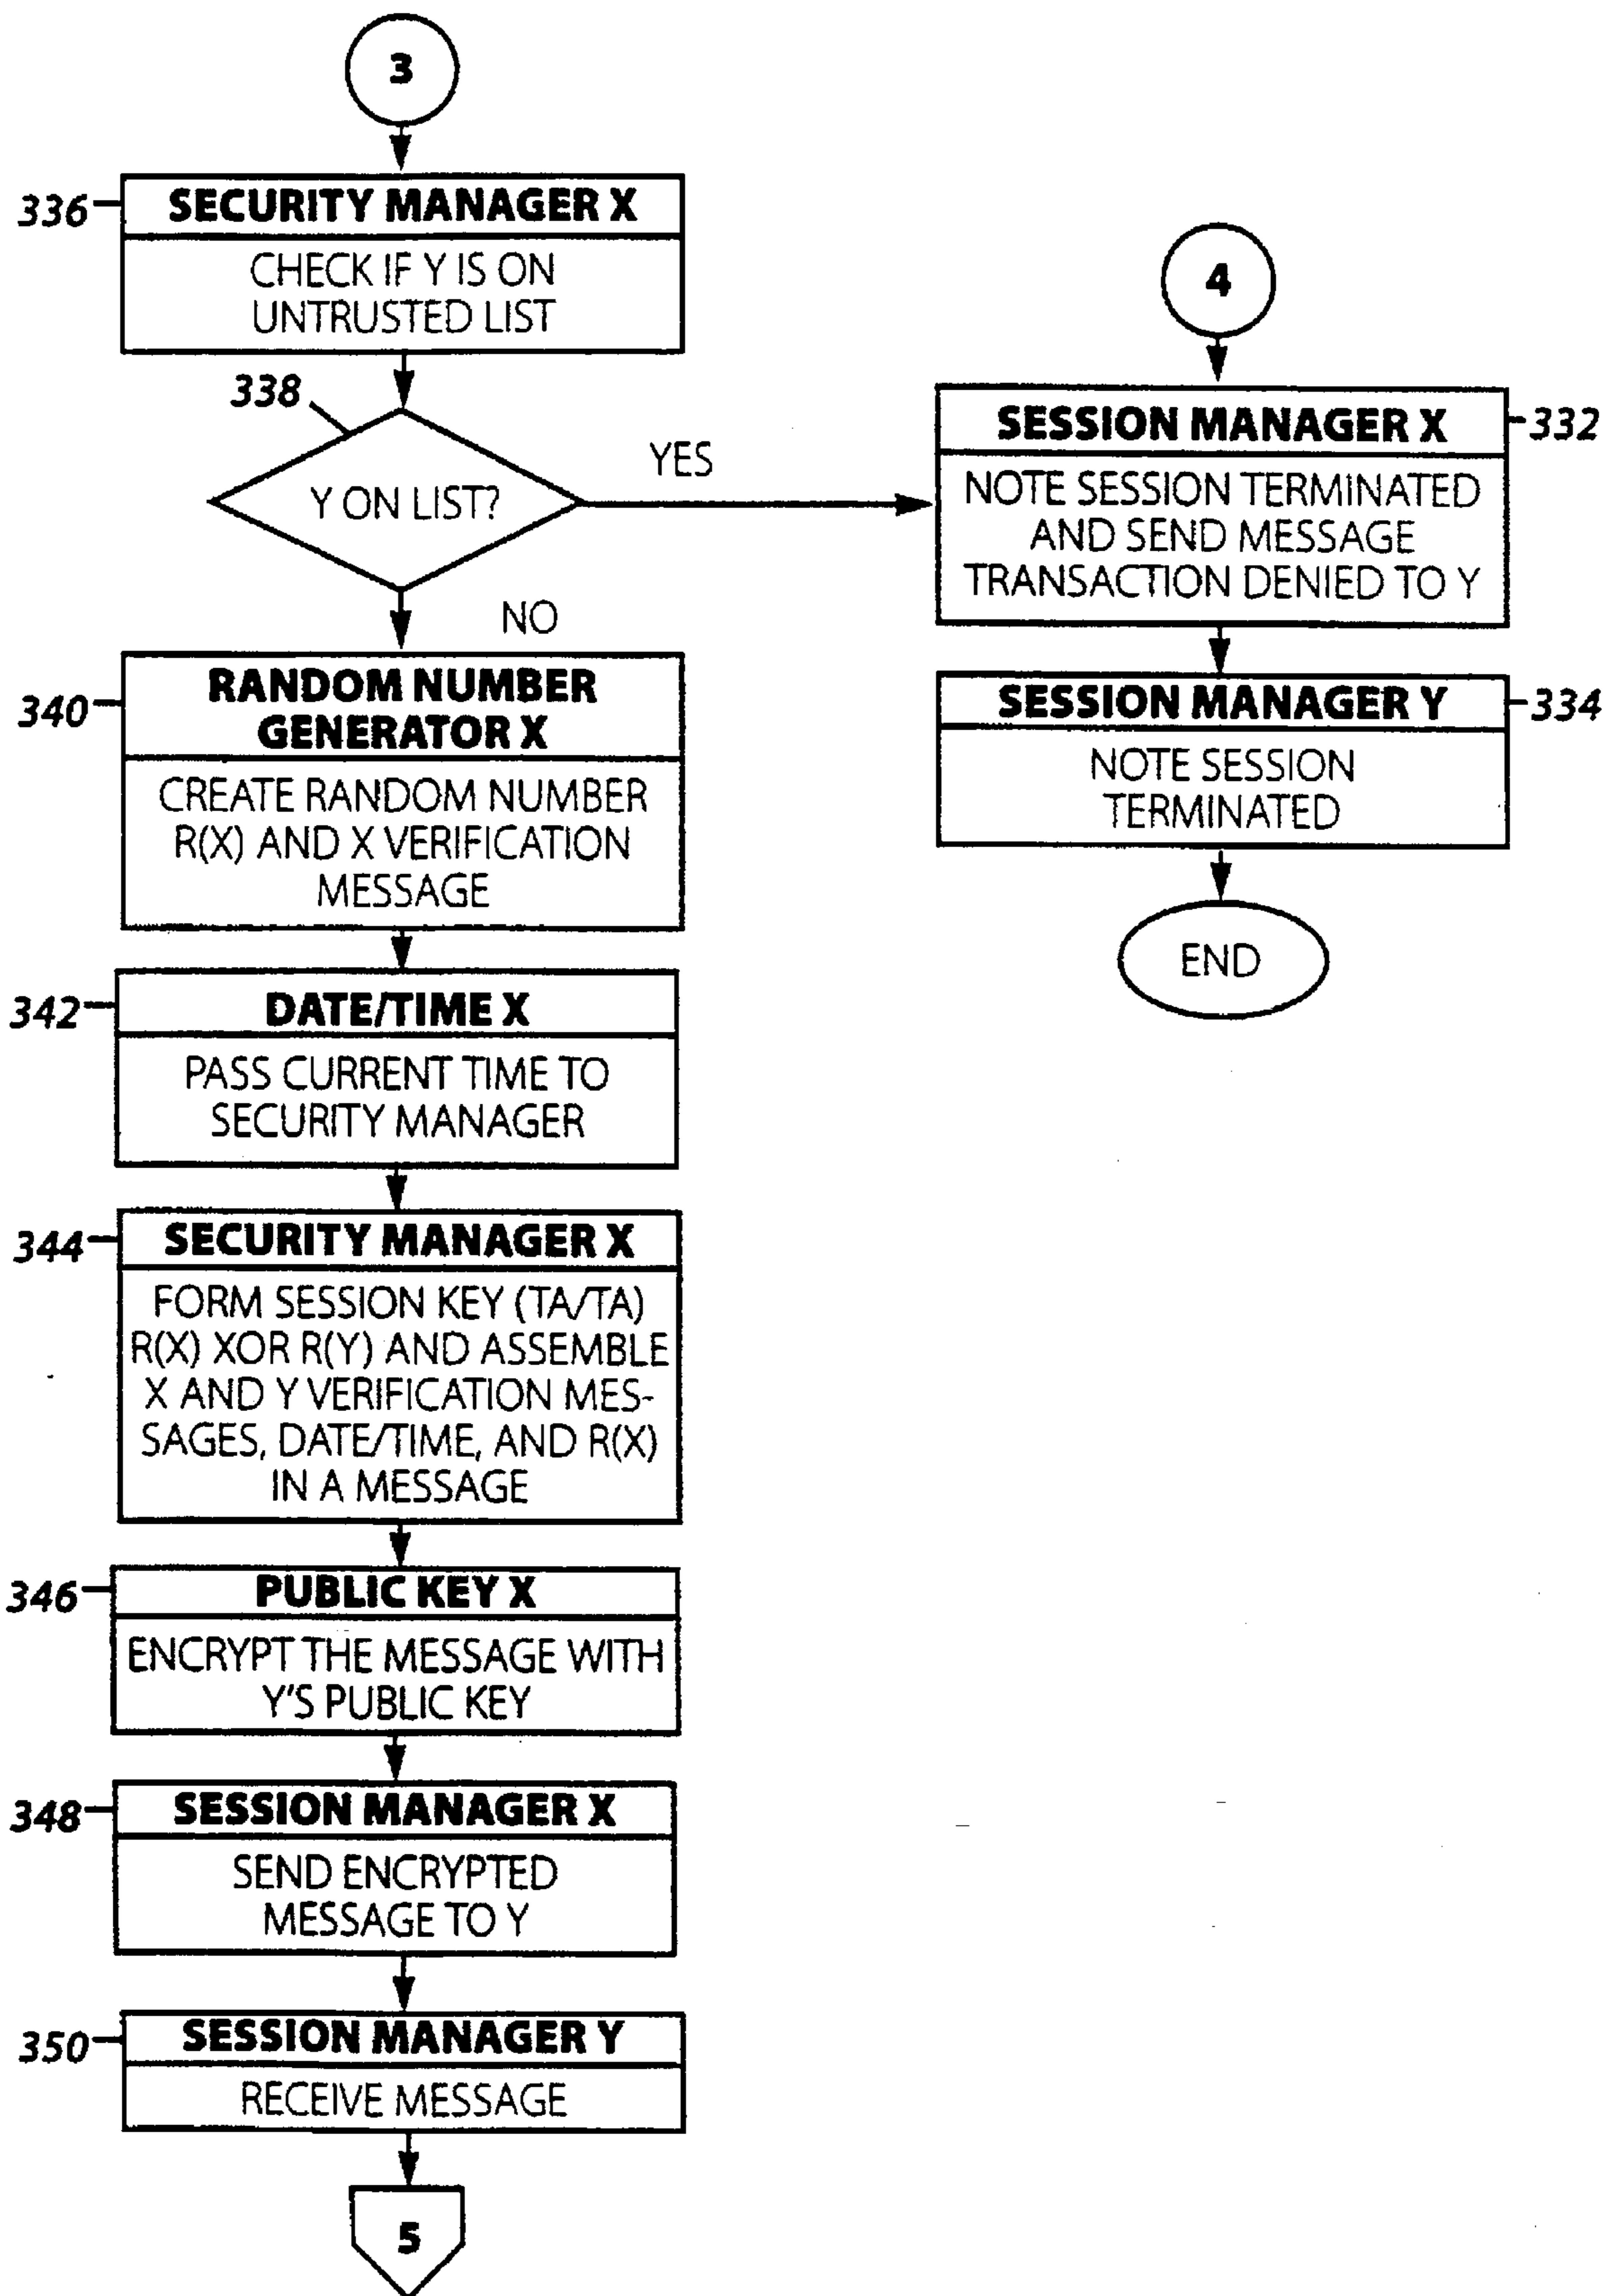 3
336
SECURITY MANAGER X
CHECK IF Y IS ON
UNTRUSTED LIST
338
Y ON LIST?
YES
NO
340
RANDOM NUMBER
GENERATOR X
CREATE RANDOM NUMBER
R(X) AND X VERIFICATION
MESSAGE
342
DATE/TIME X
PASS CURRENT TIME TO
SECURITY MANAGER
344
SECURITY MANAGER X
FORM SESSION KEY (TA/TA)
R(X) XOR R(Y) AND ASSEMBLE
X AND Y VERIFICATION MES-
SAGES, DATE/TIME, AND R(X)
IN A MESSAGE
346
PUBLIC KEY X
ENCRYPT THE MESSAGE WITH
Y'S PUBLIC KEY
348
SESSION MANAGER X
SEND ENCRYPTED
MESSAGE TO Y
350
SESSION MANAGER Y
RECEIVE MESSAGE
5
4
SESSION MANAGER X
332
NOTE SESSION TERMINATED
AND SEND MESSAGE
TRANSACTION DENIED TO Y
SESSION MANAGER Y
334
NOTE SESSION
TERMINATED
END